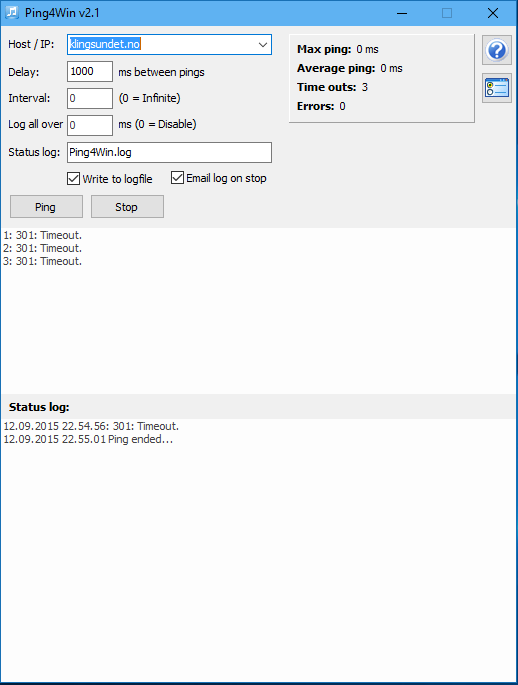 Ping4Win v2.1
Host / IP: klingsundet.no
Delay: 1000 ms between pings
Interval: 0 (0 = Infinite)
Log all over 0 ms (0 = Disable)
Status log: Ping4Win.log
Write to logfile Email log on stop
Ping Stop
Max ping: 0 ms
Average ping: 0 ms
Time outs: 3
Errors: 0
1: 301: Timeout.
2: 301: Timeout.
3: 301: Timeout.
Status log:
12.09.2015 22.54.56: 301: Timeout.
12.09.2015 22.55.01 Ping ended...